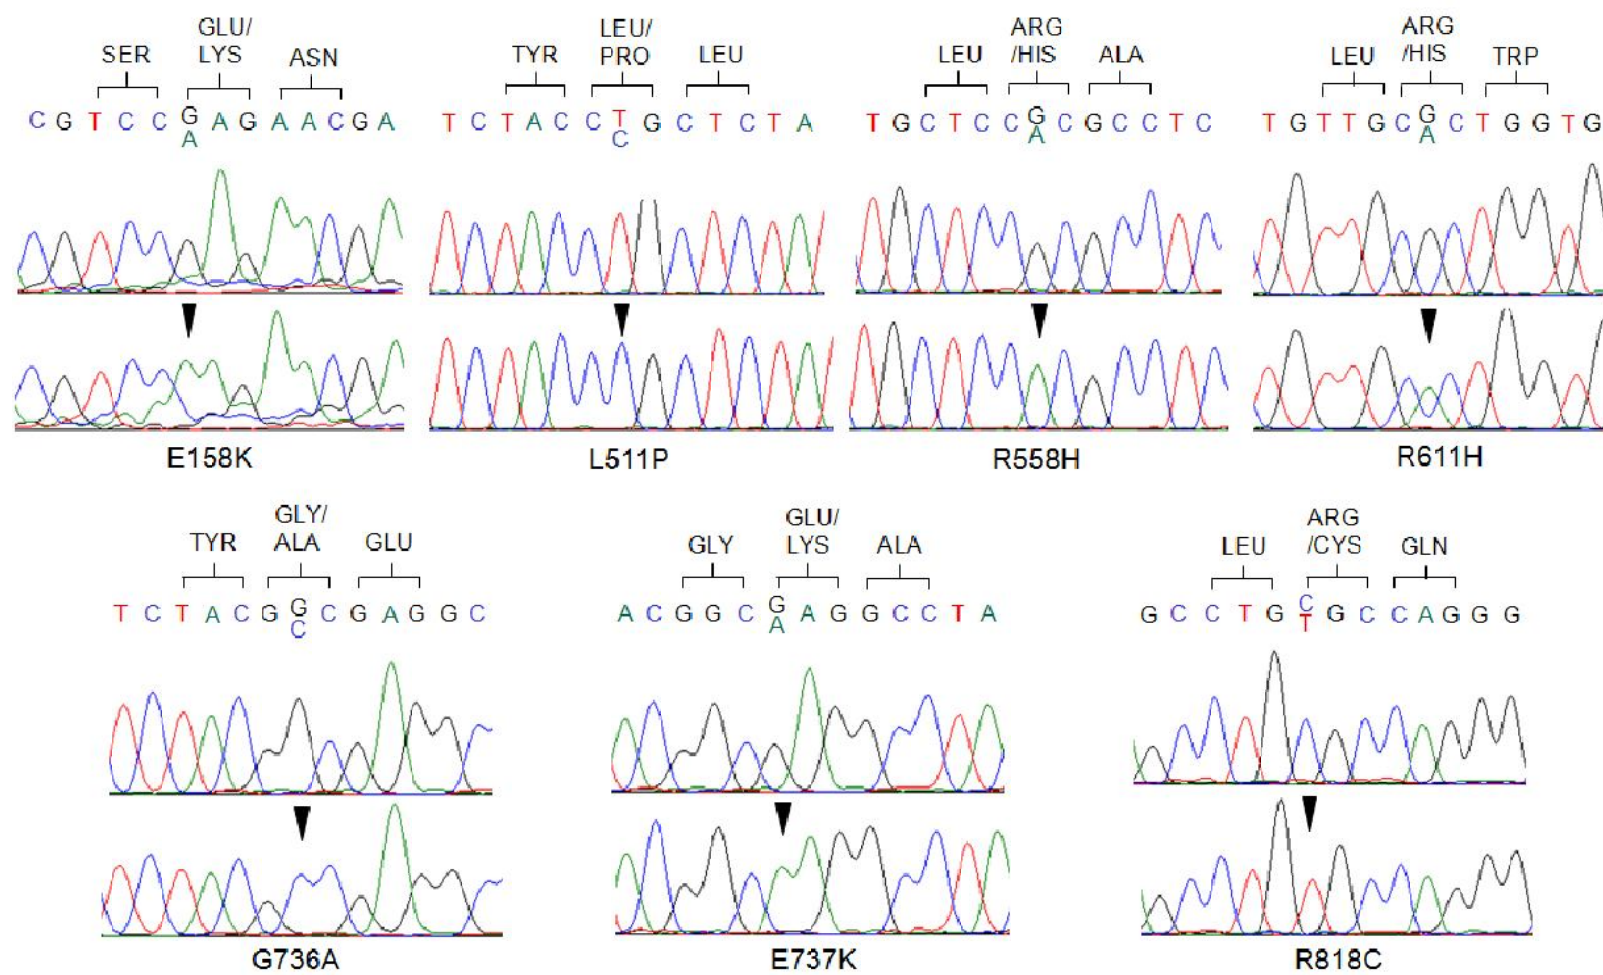 SER GLU/LYS ASN
C G T C C G/A A G A A C G A
TYR LEU/PRO LEU
T C T A C C T/C G C T C T A
LEU ARG/HIS ALA
T G C T C C G/A C G C C T C
LEU ARG/HIS TRP
T G T T G C G/A C T G G T G
E158K
L511P
R558H
R611H
TYR GLY/ALA GLU
T C T A C G G/C C G A G G C
GLY GLU/LYS ALA
A C G G C G/A A G G C C T A
LEU ARG/CYS GLN
G C C T G C/T G C C A G G G
G736A
E737K
R818C